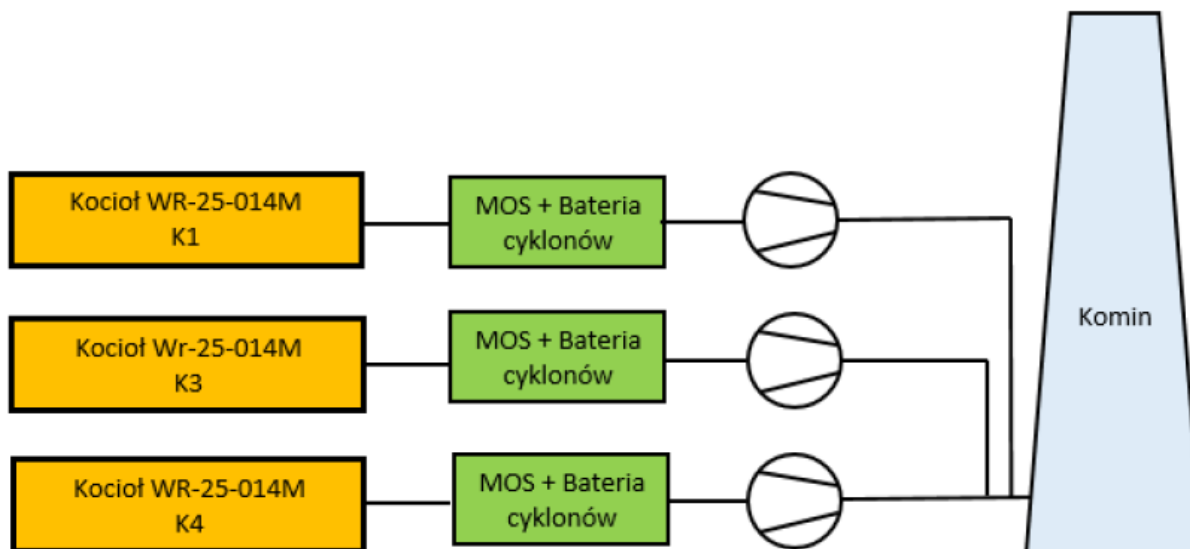 Kocioł WR-25-014M
K1
MOS + Bateria
cyklonów
Kocioł Wr-25-014M
K3
MOS + Bateria
cyklonów
Komin
Kocioł WR-25-014M
K4
MOS + Bateria
cyklonów